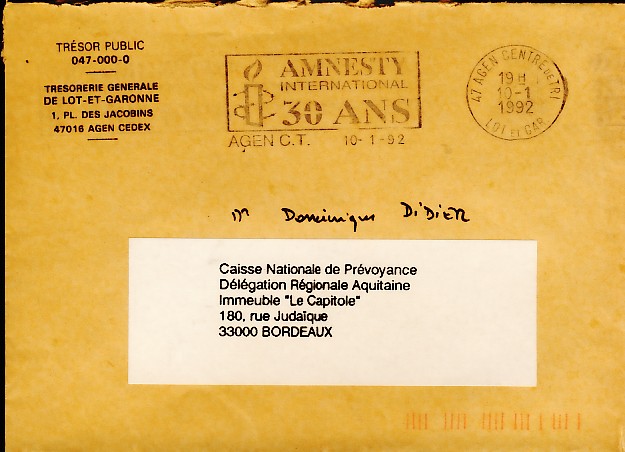 TRÉSOR PUBLIC
047-000-0
TRESORERIE GENERALE
DE LOT-ET-GARONNE
1, PL. DES JACOBINS
47016 AGEN CEDEX
AMNESTY
INTERNATIONAL
30 ANS
AGEN C.T. 10-1-92
47 AGEN CENTRE DE TRI
19 H
10-1
1992
LOT ET GAR.
M Dominique DiDiER
Caisse Nationale de Prévoyance
Délégation Régionale Aquitaine
Immeuble "Le Capitole"
180, rue Judaïque
33000 BORDEAUX